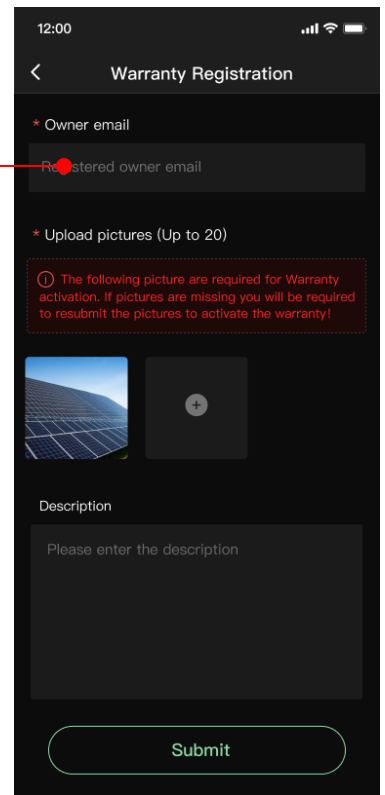 12:00
Warranty Registration
* Owner email
Registered owner email
* Upload pictures (Up to 20)
The following picture are required for Warranty
activation. If pictures are missing you will be required
to resubmit the pictures to activate the warranty!
Description
Please enter the description
Submit